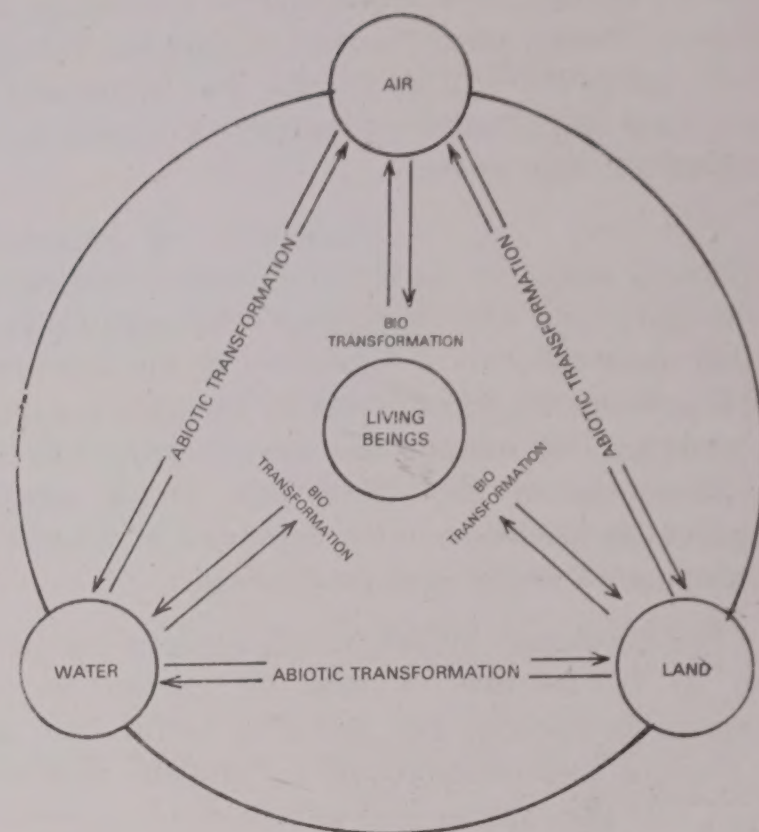 AIR
ABIOTIC TRANSFORMATION
ABIOTIC TRANSFORMATION
BIO
TRANSFORMATION
LIVING
BEINGS
BIO
TRANSFORMATION
BIO
TRANSFORMATION
WATER
ABIOTIC TRANSFORMATION
LAND